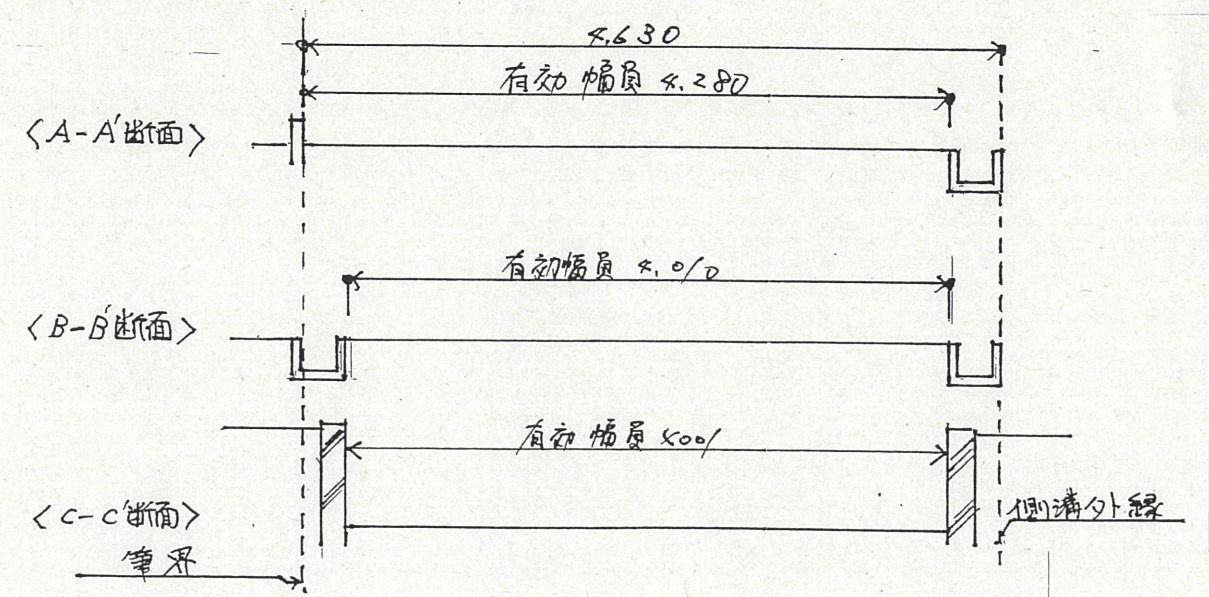 4.630
有効幅員 4.280
〈A-A'断面〉
有効幅員 4.010
〈B-B'断面〉
有効幅員 4001
〈C-C'断面〉
側溝外縁
筆界